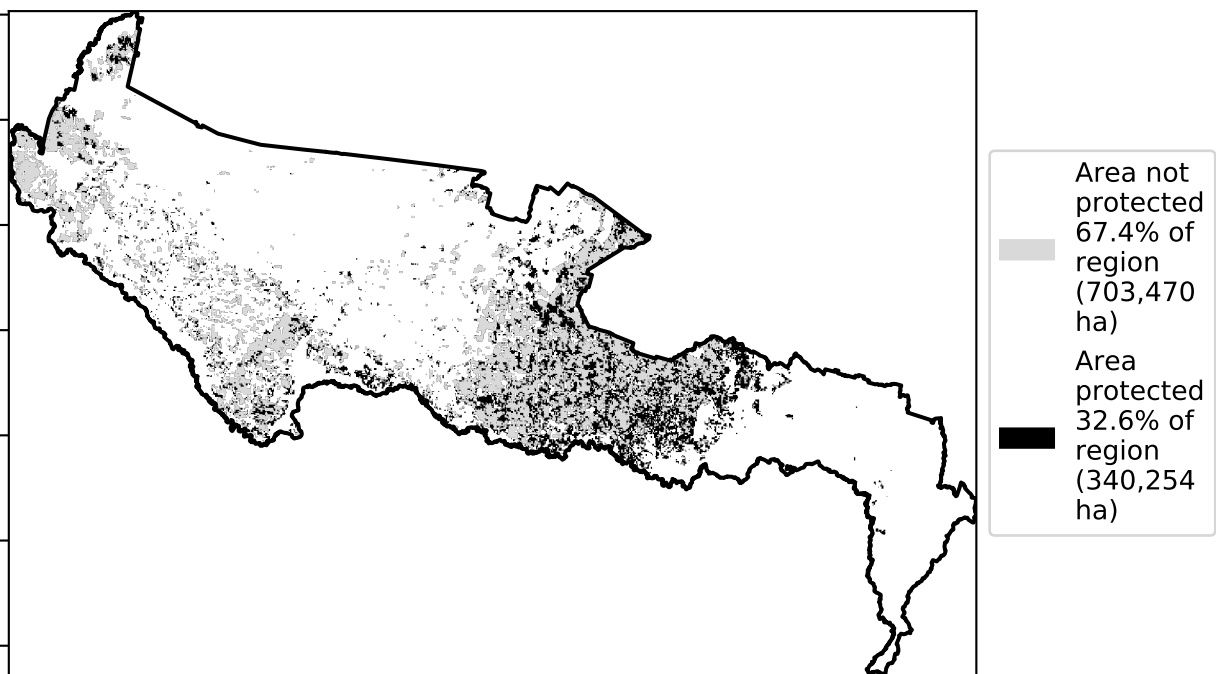 Area not
protected
67.4% of
region
(703,470
ha)
Area
protected
32.6% of
region
(340,254
ha)